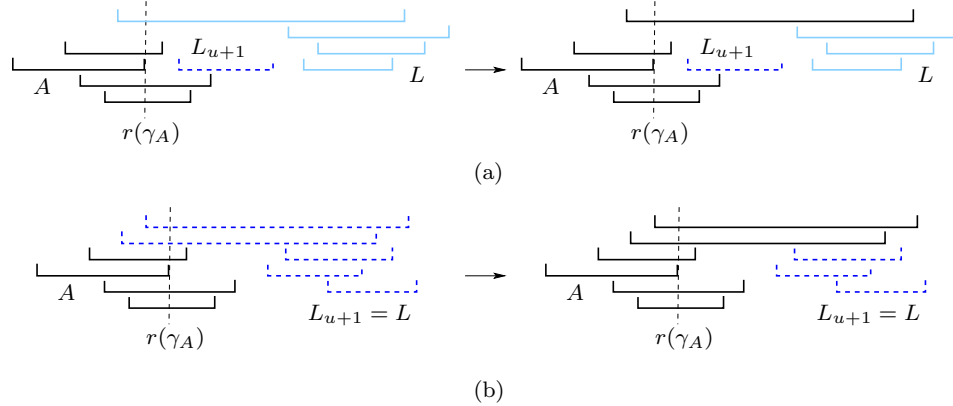 L_{u+1} L_{u+1}
A L A L
r(γ_A) r(γ_A)
(a)
A L_{u+1} = L A L_{u+1} = L
r(γ_A) r(γ_A)
(b)